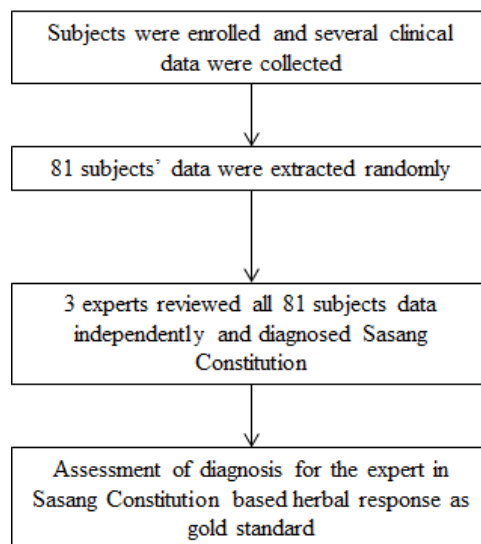 Subjects were enrolled and several clinical
data were collected
81 subjects’ data were extracted randomly
3 experts reviewed all 81 subjects data
independently and diagnosed Sasang
Constitution
Assessment of diagnosis for the expert in
Sasang Constitution based herbal response as
gold standard